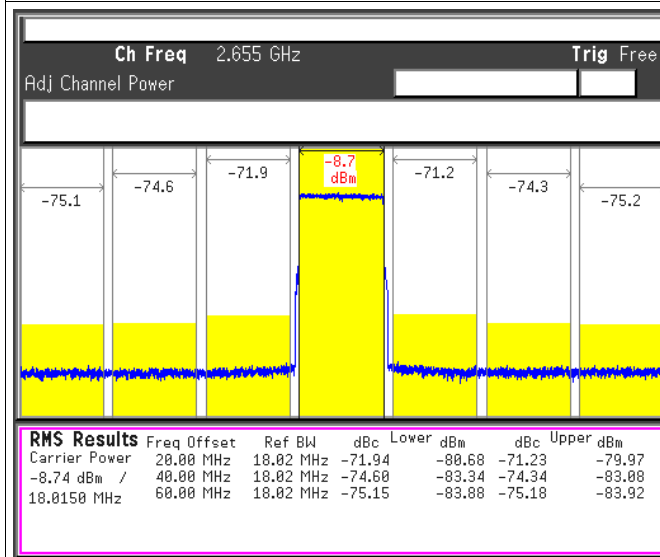 Ch Freq 2.655 GHz Trig Free
Adj Channel Power
-75.1 -74.6 -71.9 -8.7 dBm -71.2 -74.3 -75.2
RMS Results Freq Offset Ref BW dBc Lower dBm dBc Upper dBm
Carrier Power 20.00 MHz 18.02 MHz -71.94 -80.68 -71.23 -79.97
-8.74 dBm / 40.00 MHz 18.02 MHz -74.60 -83.34 -74.34 -83.08
18.0150 MHz 60.00 MHz 18.02 MHz -75.15 -83.88 -75.18 -83.92